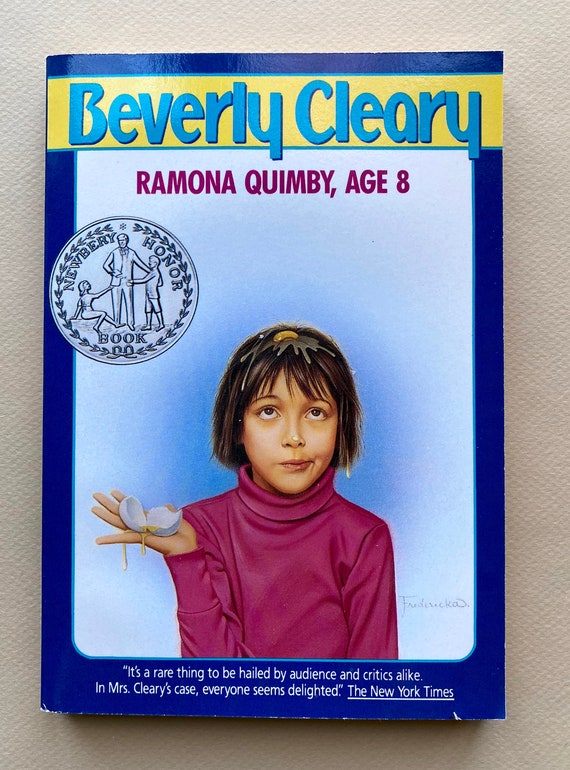 Beverly Cleary
RAMONA QUIMBY, AGE 8
NEWBERY HONOR
BOOK
Fredericka
"It's a rare thing to be hailed by audience and critics alike.
In Mrs. Cleary's case, everyone seems delighted." The New York Times